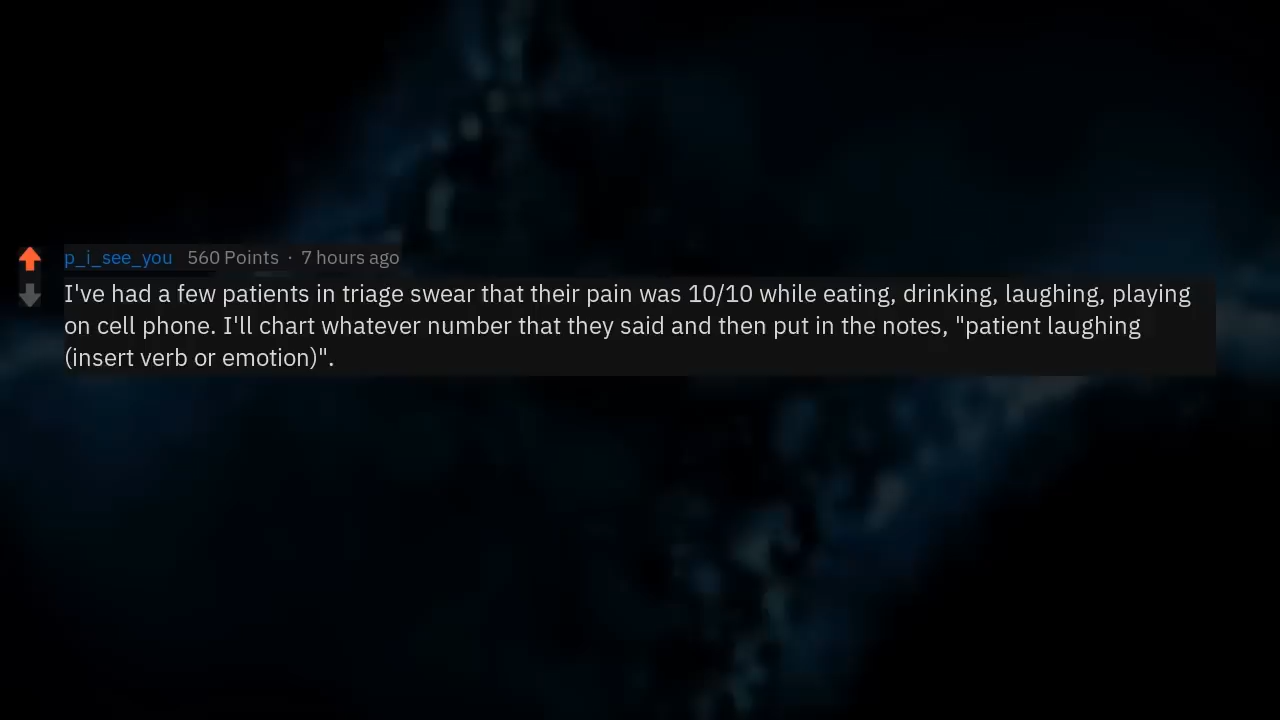 p_i_see_you 560 Points · 7 hours ago
I've had a few patients in triage swear that their pain was 10/10 while eating, drinking, laughing, playing
on cell phone. I'll chart whatever number that they said and then put in the notes, "patient laughing
(insert verb or emotion)".